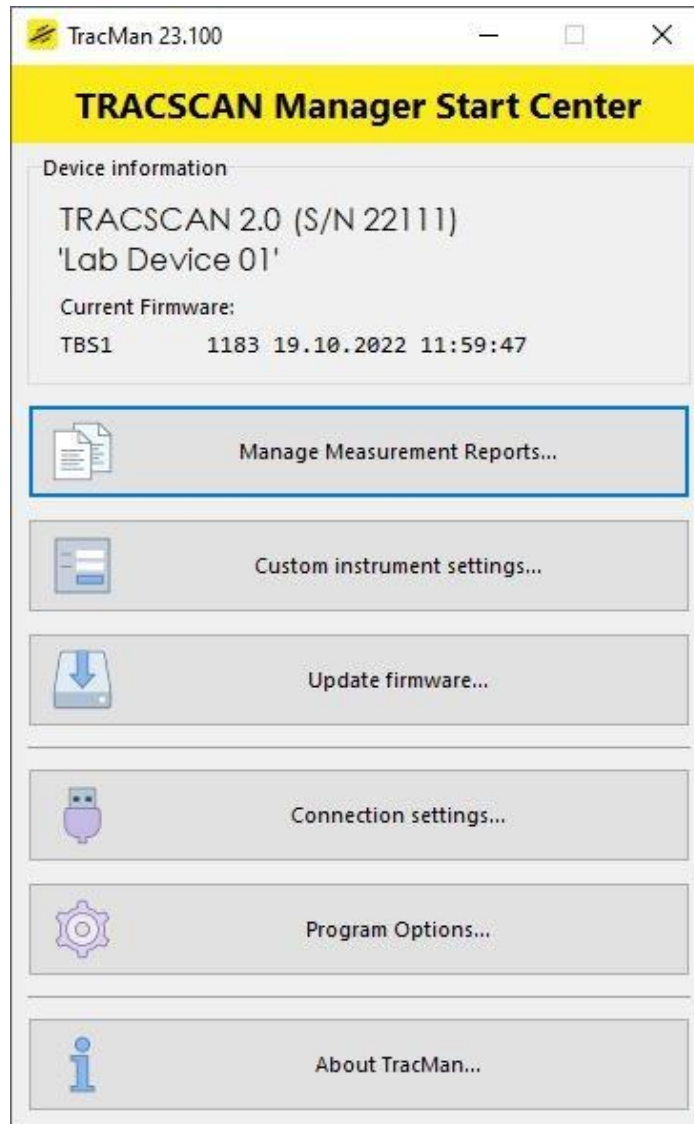 TracMan 23.100
TRACSCAN Manager Start Center
Device information
TRACSCAN 2.0 (S/N 22111)
'Lab Device 01'
Current Firmware:
TBS1 1183 19.10.2022 11:59:47
Manage Measurement Reports...
Custom instrument settings...
Update firmware...
Connection settings...
Program Options...
About TracMan...